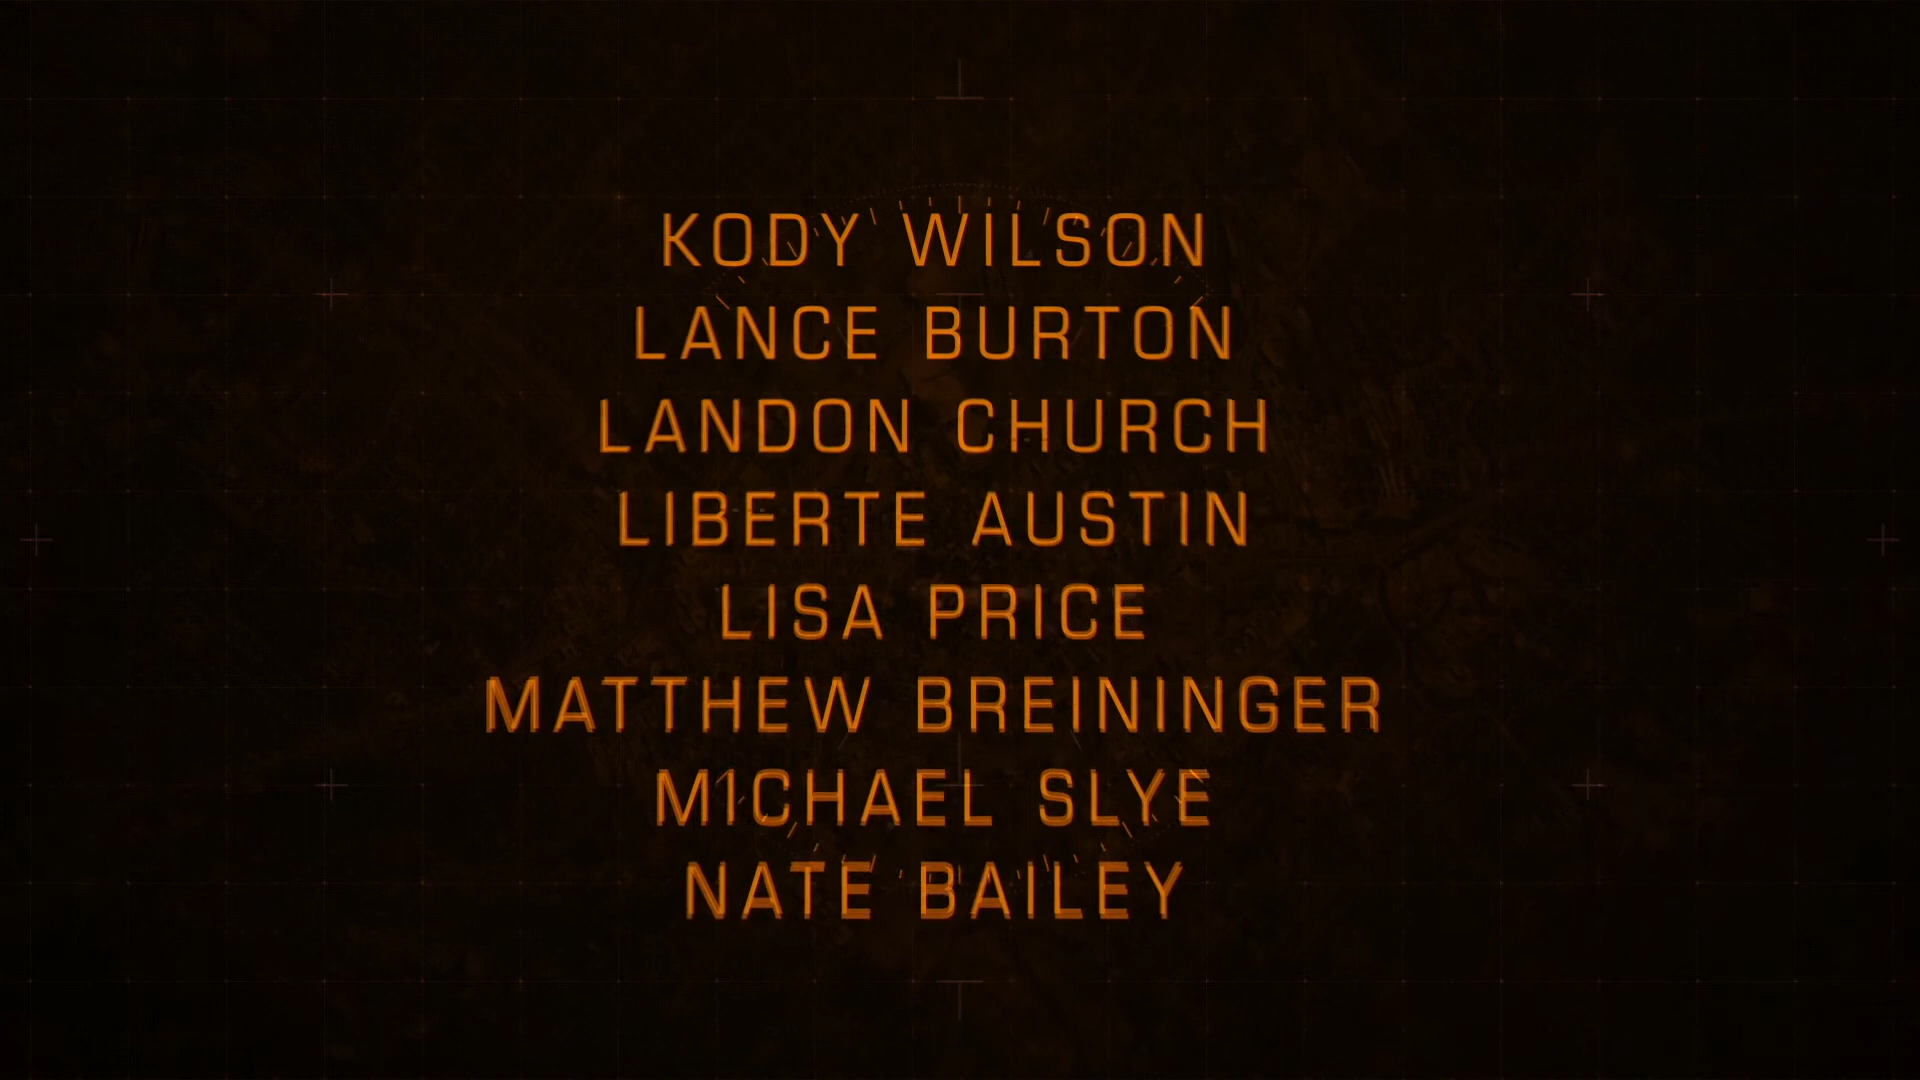 KODY WILSON
LANCE BURTON
LANDON CHURCH
LIBERTE AUSTIN
LISA PRICE
MATTHEW BREININGER
MICHAEL SLYE
NATE BAILEY